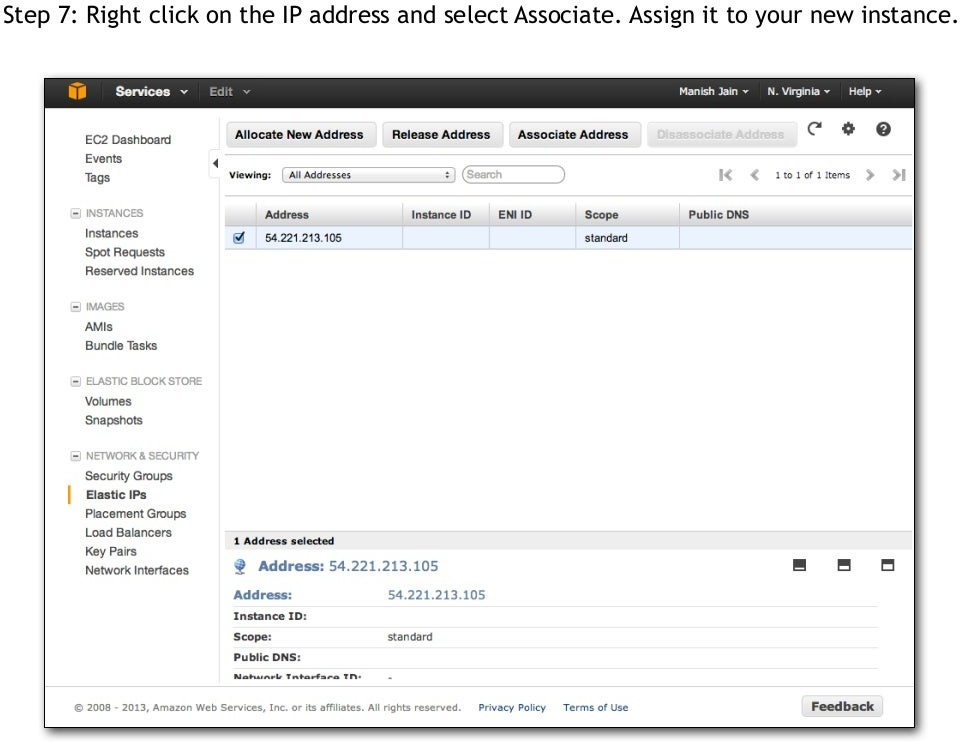 Step 7: Right click on the IP address and select Associate. Assign it to your new instance.
Services Edit Manish Jain N. Virginia Help
EC2 Dashboard
Events
Tags
INSTANCES
Instances
Spot Requests
Reserved Instances
IMAGES
AMIs
Bundle Tasks
ELASTIC BLOCK STORE
Volumes
Snapshots
NETWORK & SECURITY
Security Groups
Elastic IPs
Placement Groups
Load Balancers
Key Pairs
Network Interfaces
Allocate New Address Release Address Associate Address Disassociate Address
Viewing: All Addresses Search 1 to 1 of 1 Items
Address Instance ID ENI ID Scope Public DNS
54.221.213.105 standard
1 Address selected
Address: 54.221.213.105
Address: 54.221.213.105
Instance ID:
Scope: standard
Public DNS:
Network Interface ID: -
© 2008 - 2013, Amazon Web Services, Inc. or its affiliates. All rights reserved. Privacy Policy Terms of Use Feedback